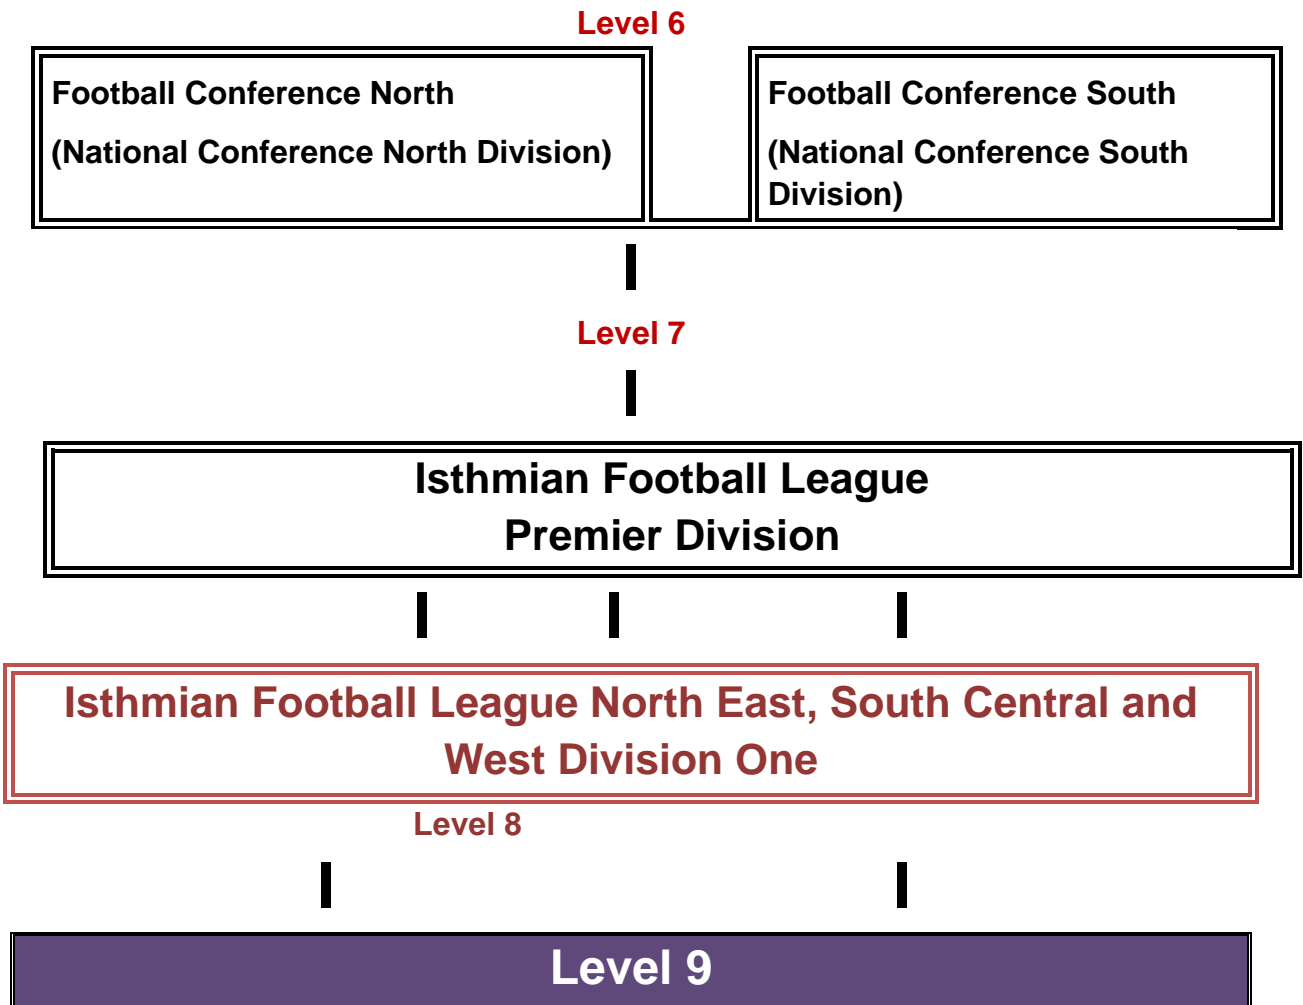 Level 6
Football Conference North
(National Conference North Division)
Football Conference South
(National Conference South
Division)
Level 7
Isthmian Football League
Premier Division
Isthmian Football League North East, South Central and
West Division One
Level 8
Level 9